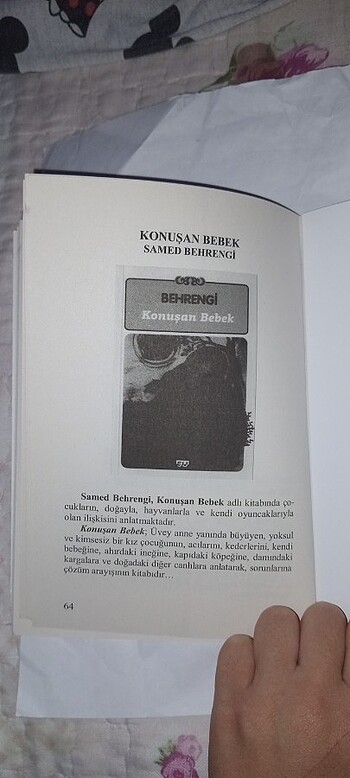 KONUŞAN BEBEK
SAMED BEHRENGİ
BEHRENGİ
Konuşan Bebek
Samed Behrengi, Konuşan Bebek adlı kitabında ço-
cukların, doğayla, hayvanlarla ve kendi oyuncaklarıyla
olan ilişkisini anlatmaktadır.
Konuşan Bebek; Üvey anne yanında büyüyen, yoksul
ve kimsesiz bir kız çocuğunun, acılarını, kederlerini, kendi
bebeğine, ahırdaki ineğine, kapıdaki köpeğine, damındaki
kargalara ve doğadaki diğer canlılara anlatarak, sorunlarına
çözüm arayışının kitabıdır...
64